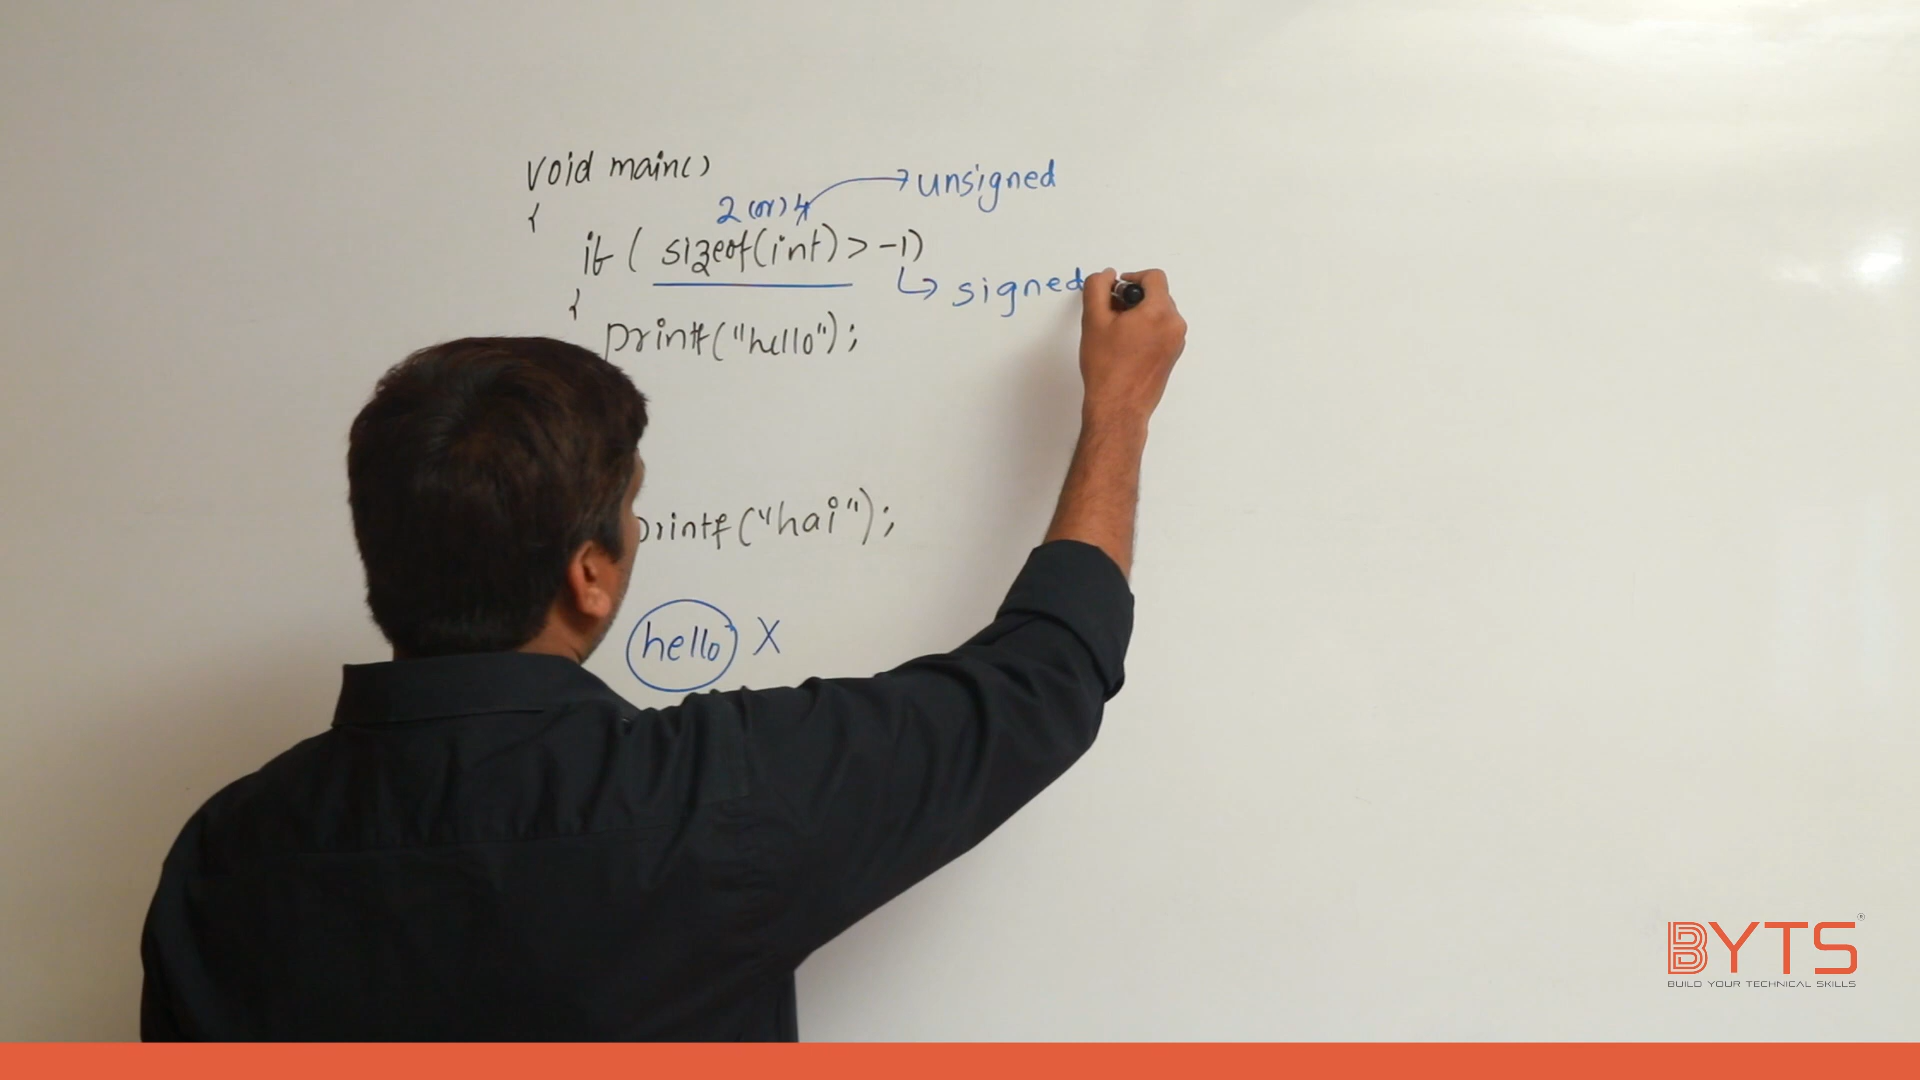 void main()
{
2 (or) 4 unsigned
if ( sizeof(int) > -1)
signed
{
printf("hello");
printf("hai");
hello X
BYTS
BUILD YOUR TECHNICAL SKILLS